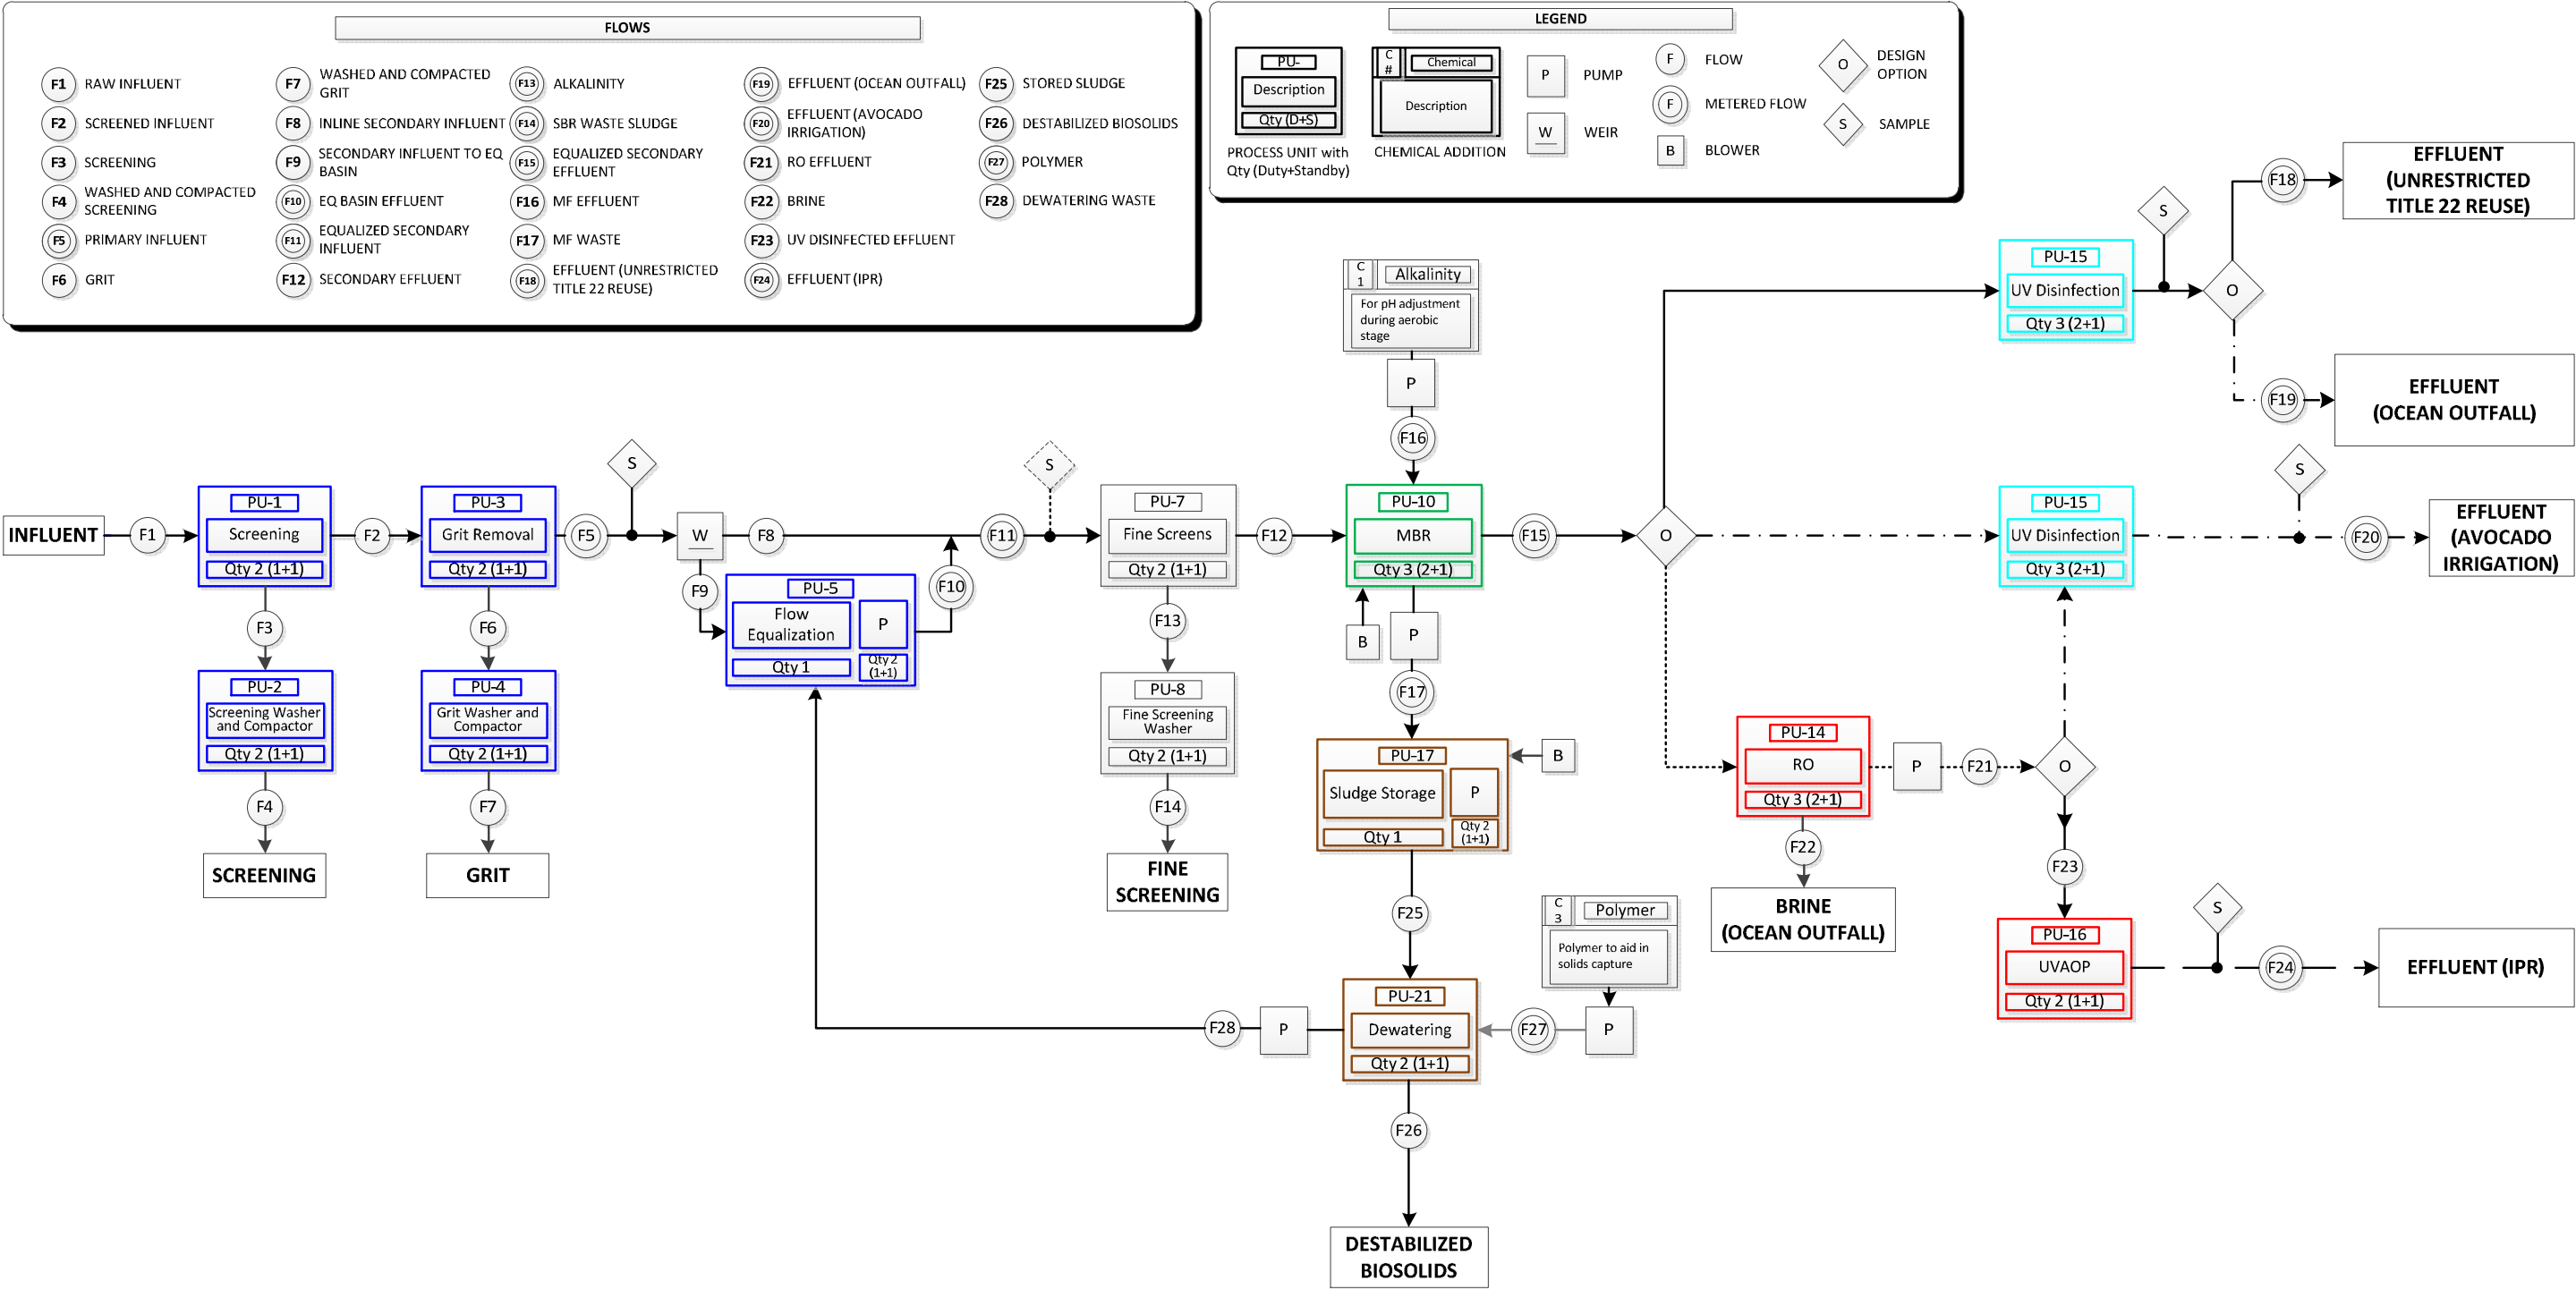 FLOWS
F1 RAW INFLUENT
F2 SCREENED INFLUENT
F3 SCREENING
F4 WASHED AND COMPACTED
SCREENING
F5 PRIMARY INFLUENT
F6 GRIT
F7 WASHED AND COMPACTED
GRIT
F8 INLINE SECONDARY INFLUENT
F9 SECONDARY INFLUENT TO EQ
BASIN
F10 EQ BASIN EFFLUENT
F11 EQUALIZED SECONDARY
INFLUENT
F12 SECONDARY EFFLUENT
F13 ALKALINITY
F14 SBR WASTE SLUDGE
F15 EQUALIZED SECONDARY
EFFLUENT
F16 MF EFFLUENT
F17 MF WASTE
F18 EFFLUENT (UNRESTRICTED
TITLE 22 REUSE)
F19 EFFLUENT (OCEAN OUTFALL)
F20 EFFLUENT (AVOCADO
IRRIGATION)
F21 RO EFFLUENT
F22 BRINE
F23 UV DISINFECTED EFFLUENT
F24 EFFLUENT (IPR)
F25 STORED SLUDGE
F26 DESTABILIZED BIOSOLIDS
F27 POLYMER
F28 DEWATERING WASTE
LEGEND
PU-
Description
Qty (D+S)
PROCESS UNIT with
Qty (Duty+Standby)
C
#
Chemical
Description
CHEMICAL ADDITION
P PUMP
W WEIR
F FLOW
F METERED FLOW
B BLOWER
O DESIGN
OPTION
S SAMPLE
INFLUENT
F1
PU-1
Screening
Qty 2 (1+1)
F2
PU-3
Grit Removal
Qty 2 (1+1)
F5
S
W
F8
F9
PU-5
Flow
Equalization
Qty 1
P
Qty 2
(1+1)
F10
F11
S
PU-7
Fine Screens
Qty 2 (1+1)
F12
C
1
Alkalinity
For pH adjustment
during aerobic
stage
P
F16
PU-10
MBR
Qty 3 (2+1)
F15
O
PU-15
UV Disinfection
Qty 3 (2+1)
S
O
F18
EFFLUENT
(UNRESTRICTED
TITLE 22 REUSE)
F19
EFFLUENT
(OCEAN OUTFALL)
PU-15
UV Disinfection
Qty 3 (2+1)
S
F20
EFFLUENT
(AVOCADO
IRRIGATION)
F3
PU-2
Screening Washer
and Compactor
Qty 2 (1+1)
F4
SCREENING
F6
PU-4
Grit Washer and
Compactor
Qty 2 (1+1)
F7
GRIT
F13
PU-8
Fine Screening
Washer
Qty 2 (1+1)
F14
FINE
SCREENING
B
P
F17
PU-17
Sludge Storage
Qty 1
P
Qty 2
(1+1)
B
F25
PU-14
RO
Qty 3 (2+1)
P
F21
O
F22
BRINE
(OCEAN OUTFALL)
F23
PU-16
UVAOP
Qty 2 (1+1)
S
F24
EFFLUENT (IPR)
C
3
Polymer
Polymer to aid in
solids capture
P
F27
PU-21
Dewatering
Qty 2 (1+1)
P
F28
F26
DESTABILIZED
BIOSOLIDS